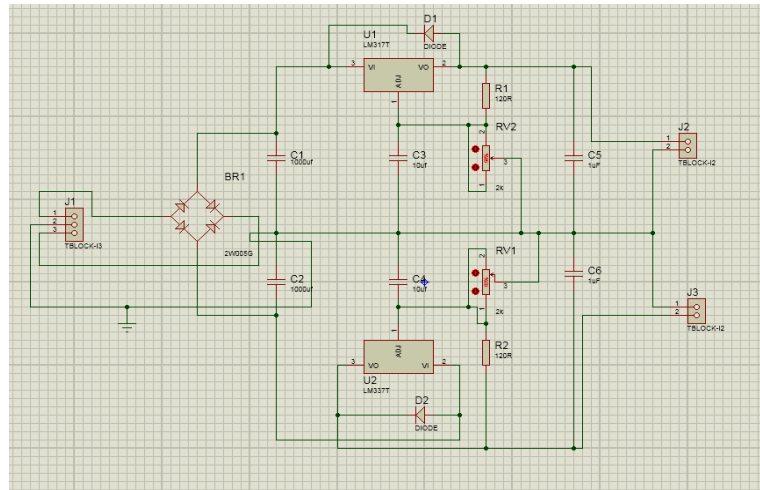 D1
DIODE
U1
LM317T
3
VI
VO
2
ADJ
1
R1
120R
RV2
2
3
1
2k
J2
1
2
TBLOCK-I2
C1
1000uf
C3
10uf
C5
1uF
BR1
2W005G
J1
1
2
3
TBLOCK-I3
RV1
2
3
1
2k
C2
1000uf
C4
10uf
C6
1uF
J3
1
2
TBLOCK-I2
1
ADJ
3
VO
VI
2
U2
LM337T
R2
120R
D2
DIODE